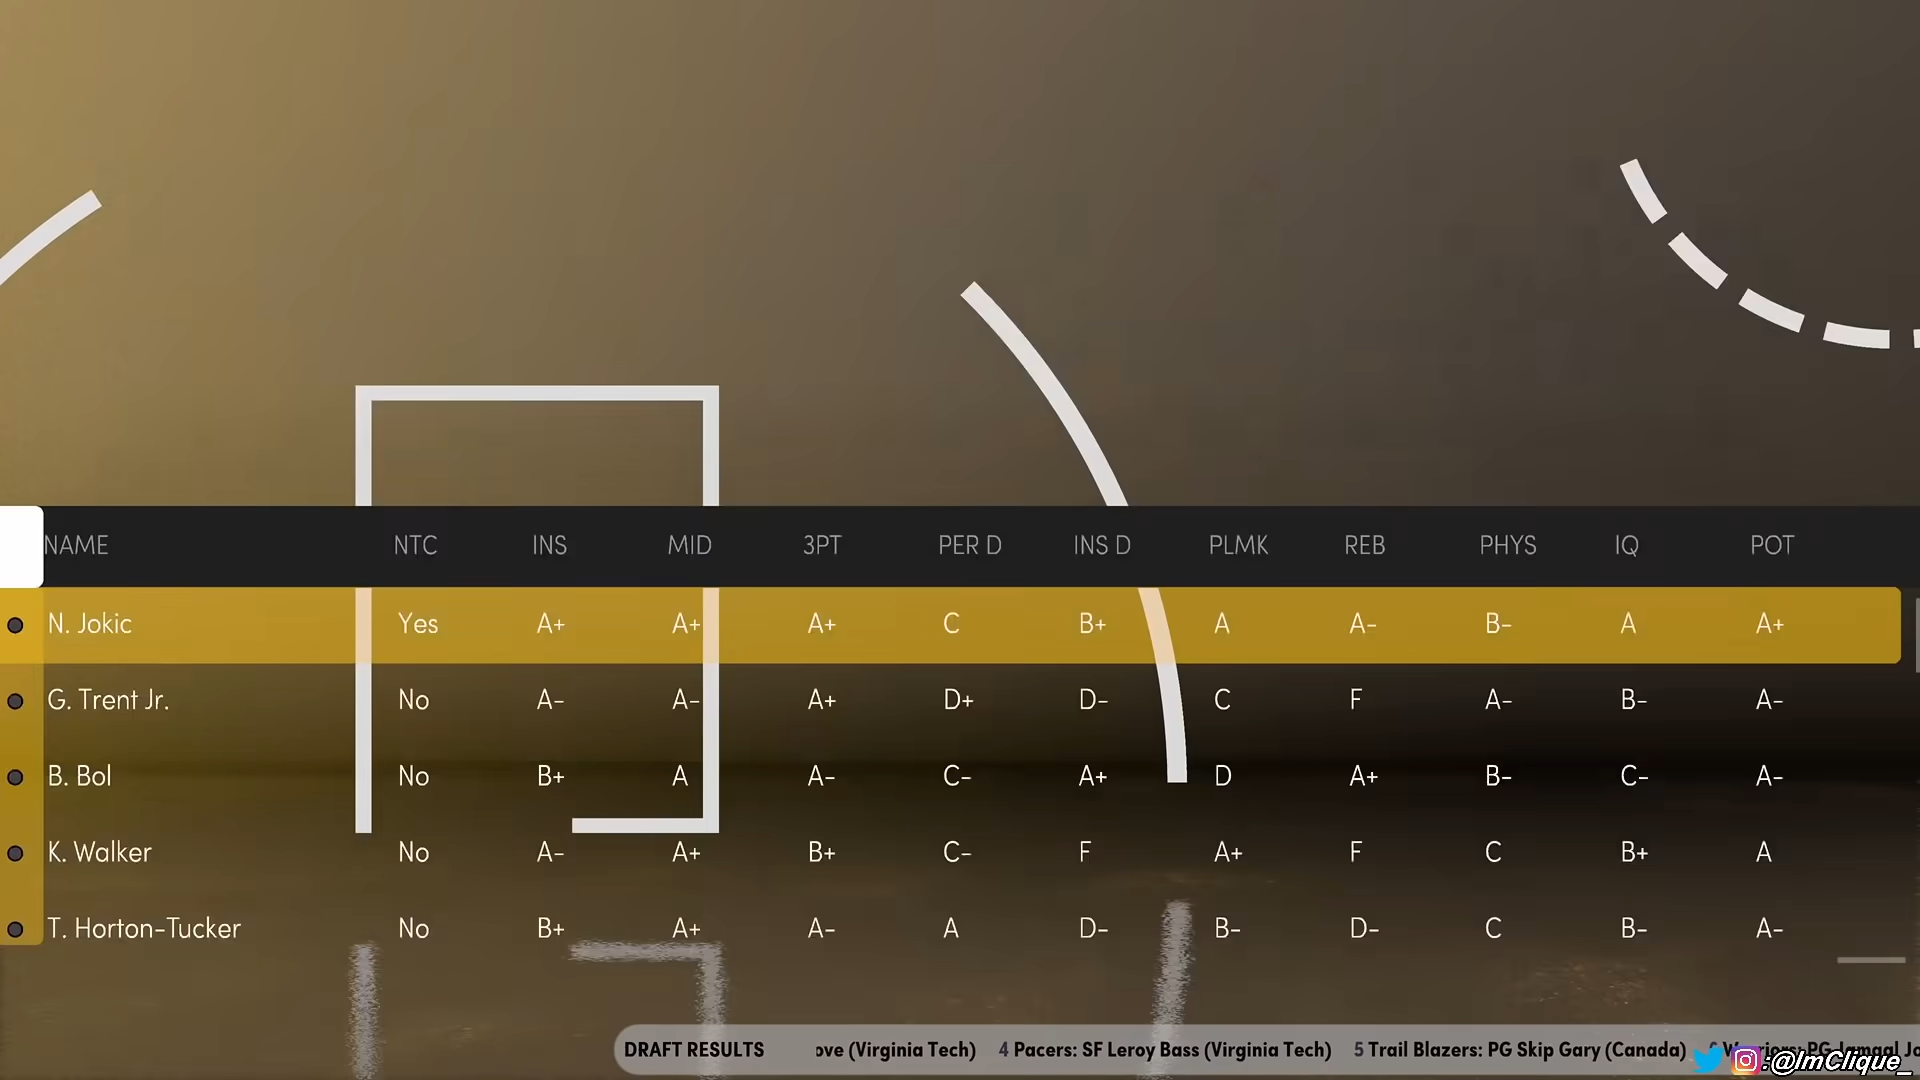 NAME NTC INS MID 3PT PER D INS D PLMK REB PHYS IQ POT
N. Jokic Yes A+ A+ A+ C B+ A A- B- A A+
G. Trent Jr. No A- A- A+ D+ D- C F A- B- A-
B. Bol No B+ A A- C- A+ D A+ B- C- A-
K. Walker No A- A+ B+ C- F A+ F C B+ A
T. Horton-Tucker No B+ A+ A- A D- B- D- C B- A-
DRAFT RESULTS ove (Virginia Tech) 4 Pacers: SF Leroy Bass (Virginia Tech) 5 Trail Blazers: PG Skip Gary (Canada)
:@ImClique_